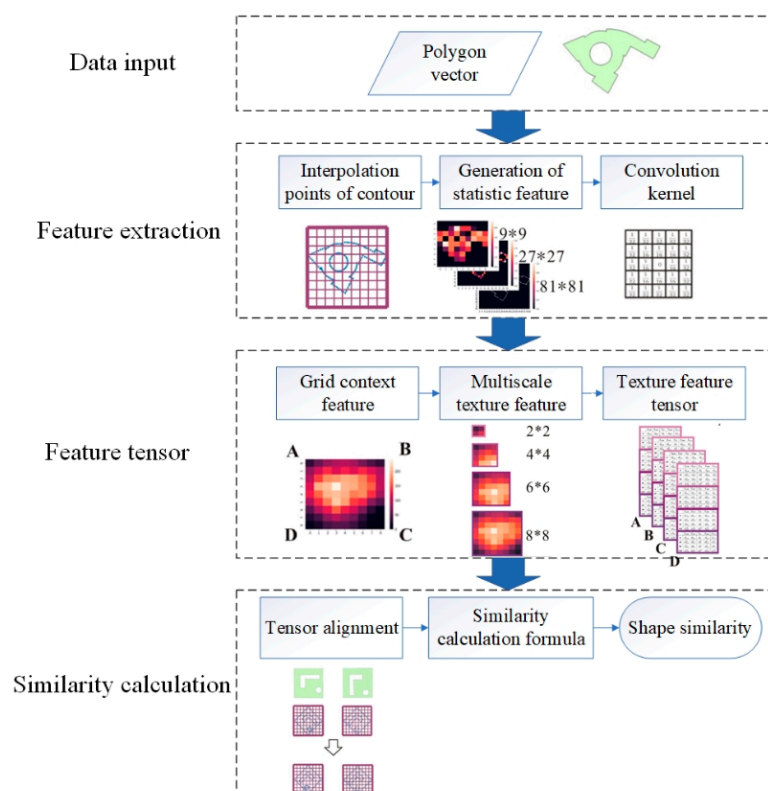 Data input
Polygon
vector
Feature extraction
Interpolation
points of contour
Generation of
statistic feature
Convolution
kernel
9*9
27*27
81*81
Feature tensor
Grid context
feature
Multiscale
texture feature
Texture feature
tensor
A
B
D
C
2*2
4*4
6*6
8*8
A
B
C
D
Similarity calculation
Tensor alignment
Similarity
calculation formula
Shape similarity